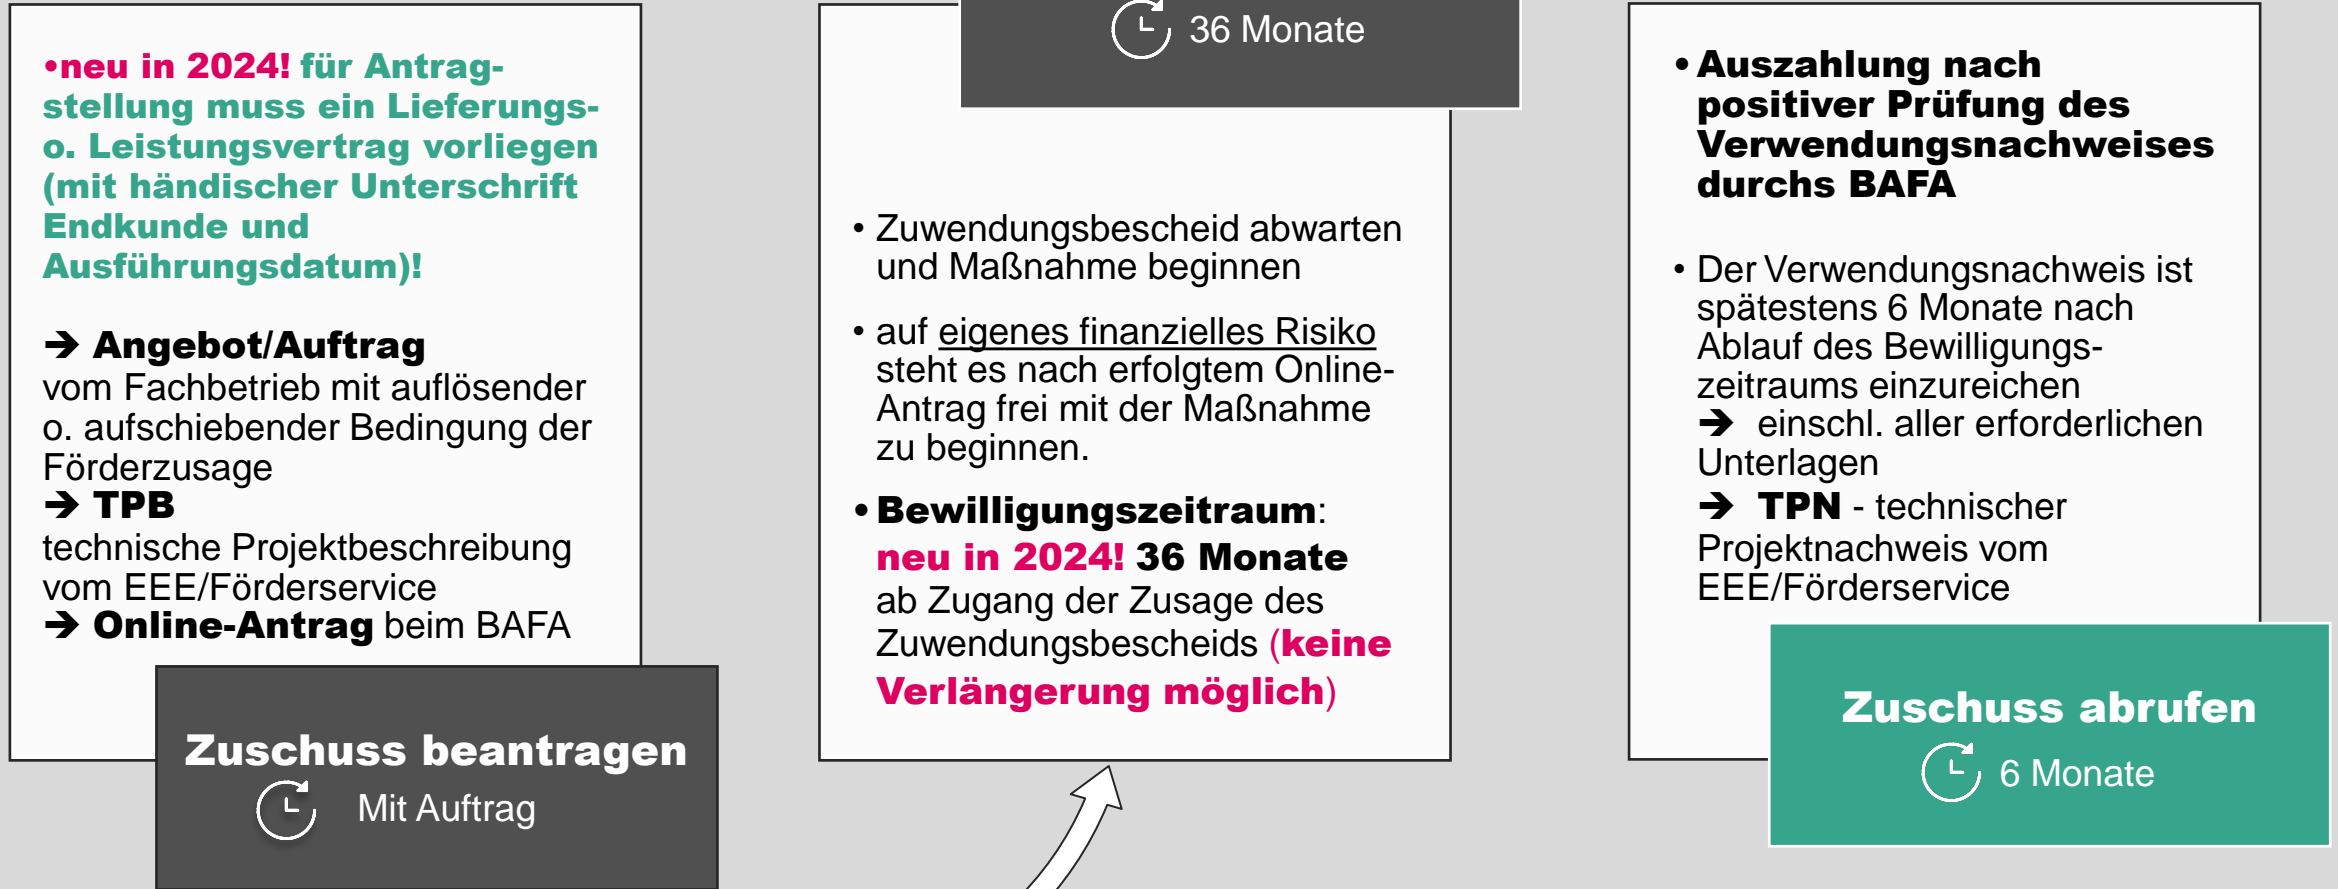 •neu in 2024! für Antrag-
stellung muss ein Lieferungs-
o. Leistungsvertrag vorliegen
(mit händischer Unterschrift
Endkunde und
Ausführungsdatum)!
➔ Angebot/Auftrag
vom Fachbetrieb mit auflösender
o. aufschiebender Bedingung der
Förderzusage
➔ TPB
technische Projektbeschreibung
vom EEE/Förderservice
➔ Online-Antrag beim BAFA
Zuschuss beantragen
Mit Auftrag
36 Monate
• Zuwendungsbescheid abwarten
und Maßnahme beginnen
• auf eigenes finanzielles Risiko
steht es nach erfolgtem Online-
Antrag frei mit der Maßnahme
zu beginnen.
• Bewilligungszeitraum:
neu in 2024! 36 Monate
ab Zugang der Zusage des
Zuwendungsbescheids (keine
Verlängerung möglich)
• Auszahlung nach
positiver Prüfung des
Verwendungsnachweises
durchs BAFA
• Der Verwendungsnachweis ist
spätestens 6 Monate nach
Ablauf des Bewilligungs-
zeitraums einzureichen
➔ einschl. aller erforderlichen
Unterlagen
➔ TPN - technischer
Projektnachweis vom
EEE/Förderservice
Zuschuss abrufen
6 Monate